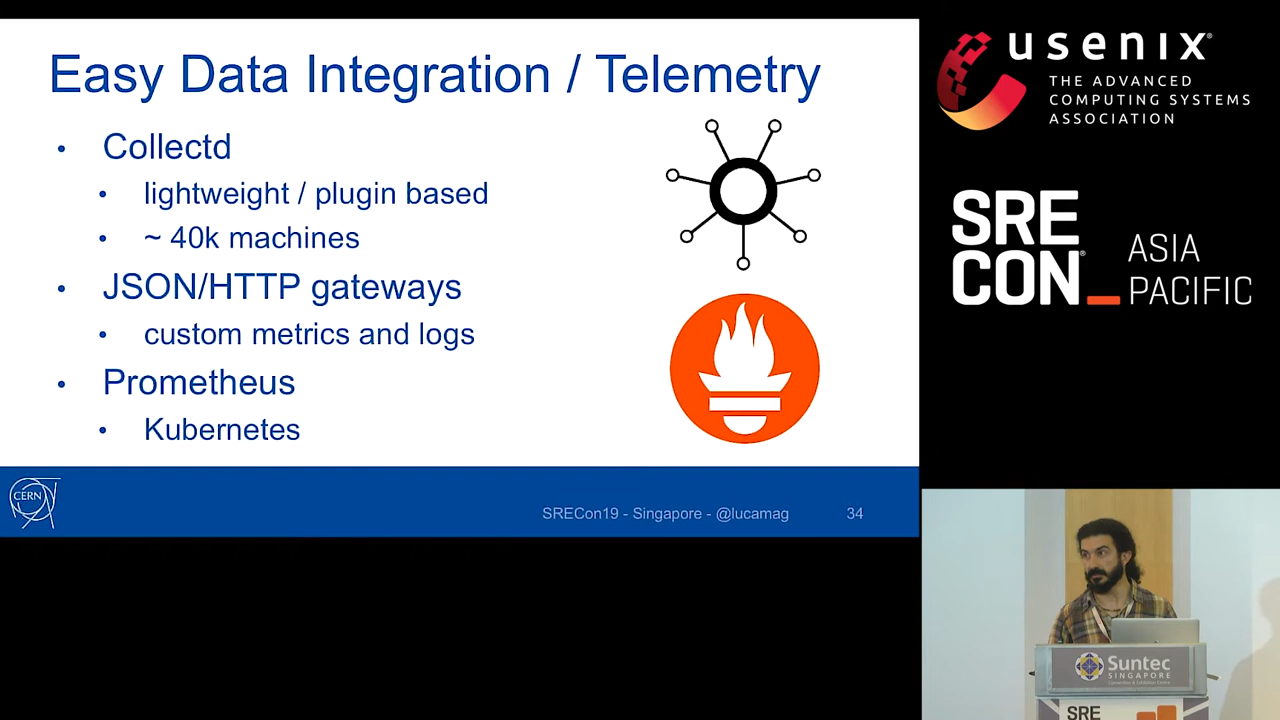 Easy Data Integration / Telemetry
• Collectd
• lightweight / plugin based
• ~ 40k machines
• JSON/HTTP gateways
• custom metrics and logs
• Prometheus
• Kubernetes
CERN
SRECon19 - Singapore - @lucamag 34
usenix®
THE ADVANCED
COMPUTING SYSTEMS
ASSOCIATION
SRE
CON®_
ASIA
PACIFIC
Suntec
SINGAPORE
SRE